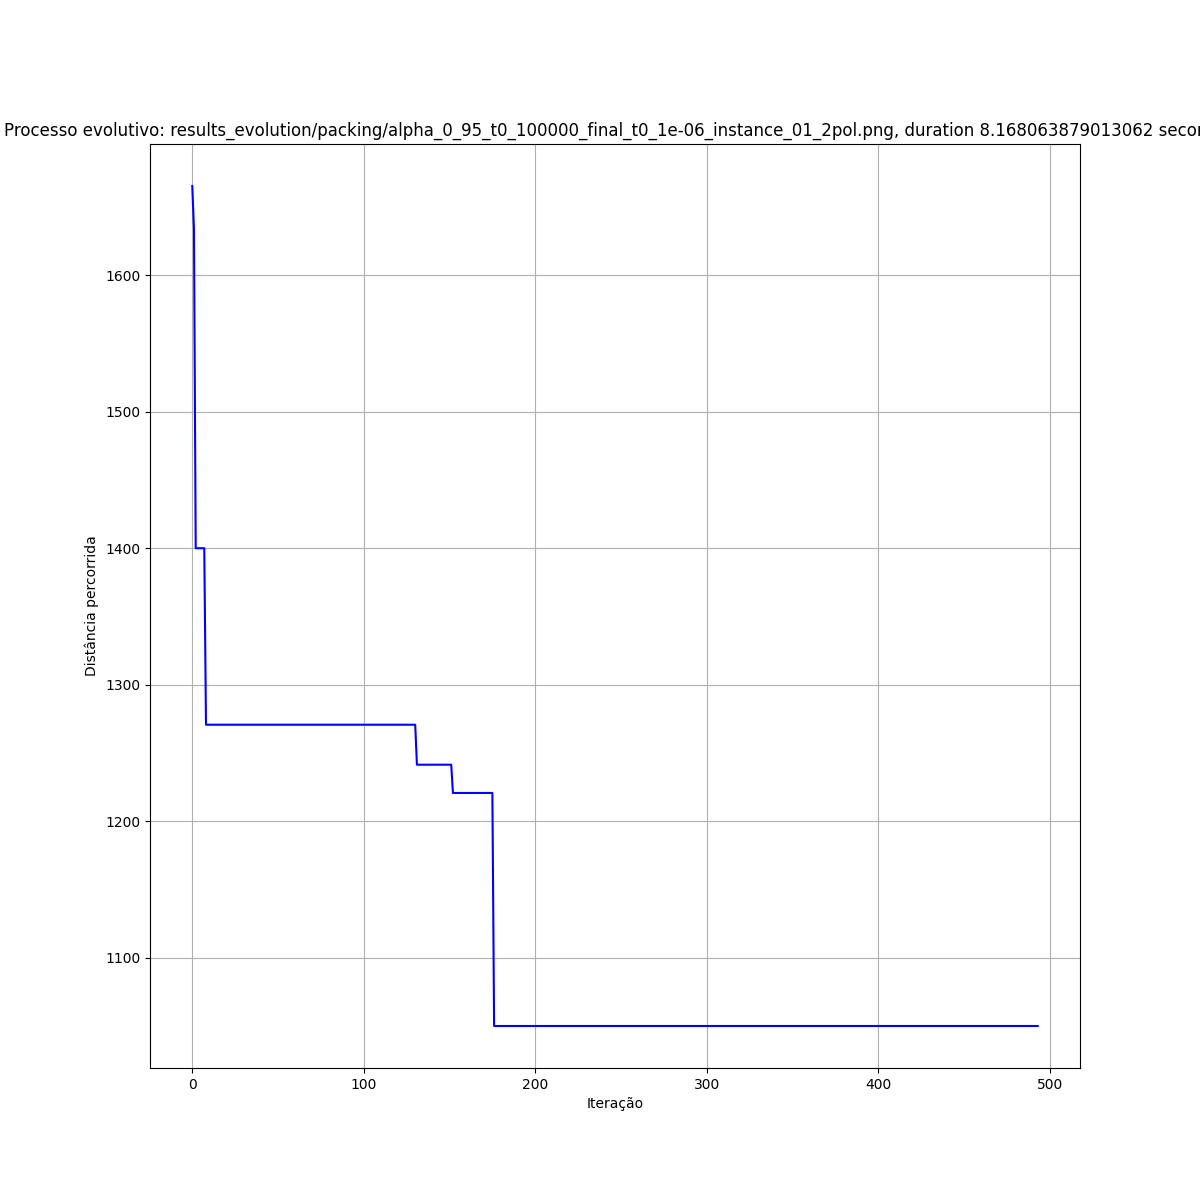 Processo evolutivo: results_evolution/packing/alpha_0_95_t0_100000_final_t0_1e-06_instance_01_2pol.png, duration 8.168063879013062
1600
1500
1400
1300
1200
1100
Distância percorrida
0 100 200 300 400 500
Iteração